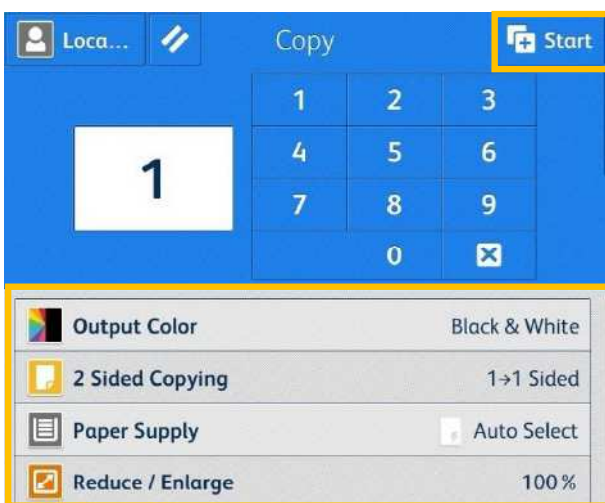 Loca...
Copy
Start
1
1 2 3
4 5 6
7 8 9
0
Output Color Black & White
2 Sided Copying 1→1 Sided
Paper Supply Auto Select
Reduce / Enlarge 100 %